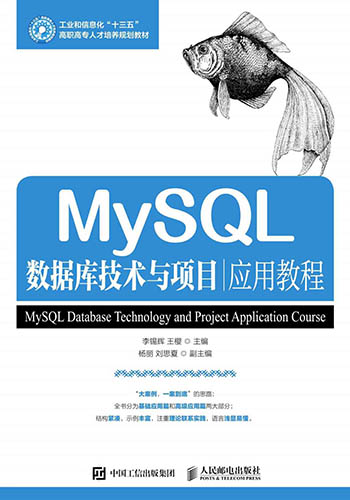 工业和信息化“十三五”
高职高专人才培养规划教材
MySQL
数据库技术与项目|应用教程
MySQL Database Technology and Project Application Course
李锡辉 王樱 ◎ 主编
杨丽 刘思夏 ◎ 副主编
“大案例，一案到底”的思路；
全书分为基础应用篇和高级应用篇两大部分；
结构紧凑，示例丰富，注重理论联系实践，语言浅显易懂。
中国工信出版集团
人民邮电出版社
POSTS & TELECOM PRESS